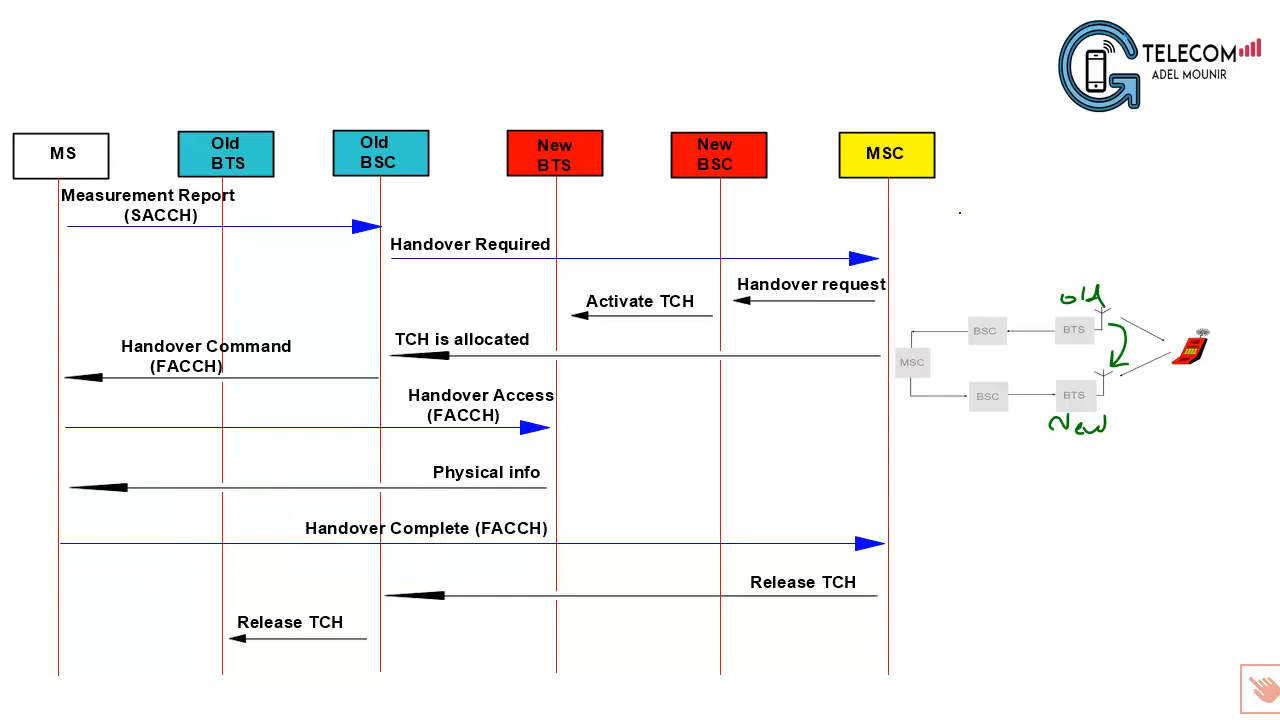 TELECOM
ADEL MOUNIR
MS
Old
BTS
Old
BSC
New
BTS
New
BSC
MSC
Measurement Report
(SACCH)
Handover Required
Handover request
Activate TCH
TCH is allocated
Handover Command
(FACCH)
Handover Access
(FACCH)
Physical info
Handover Complete (FACCH)
Release TCH
Release TCH
old
BSC
BTS
MSC
BSC
BTS
New